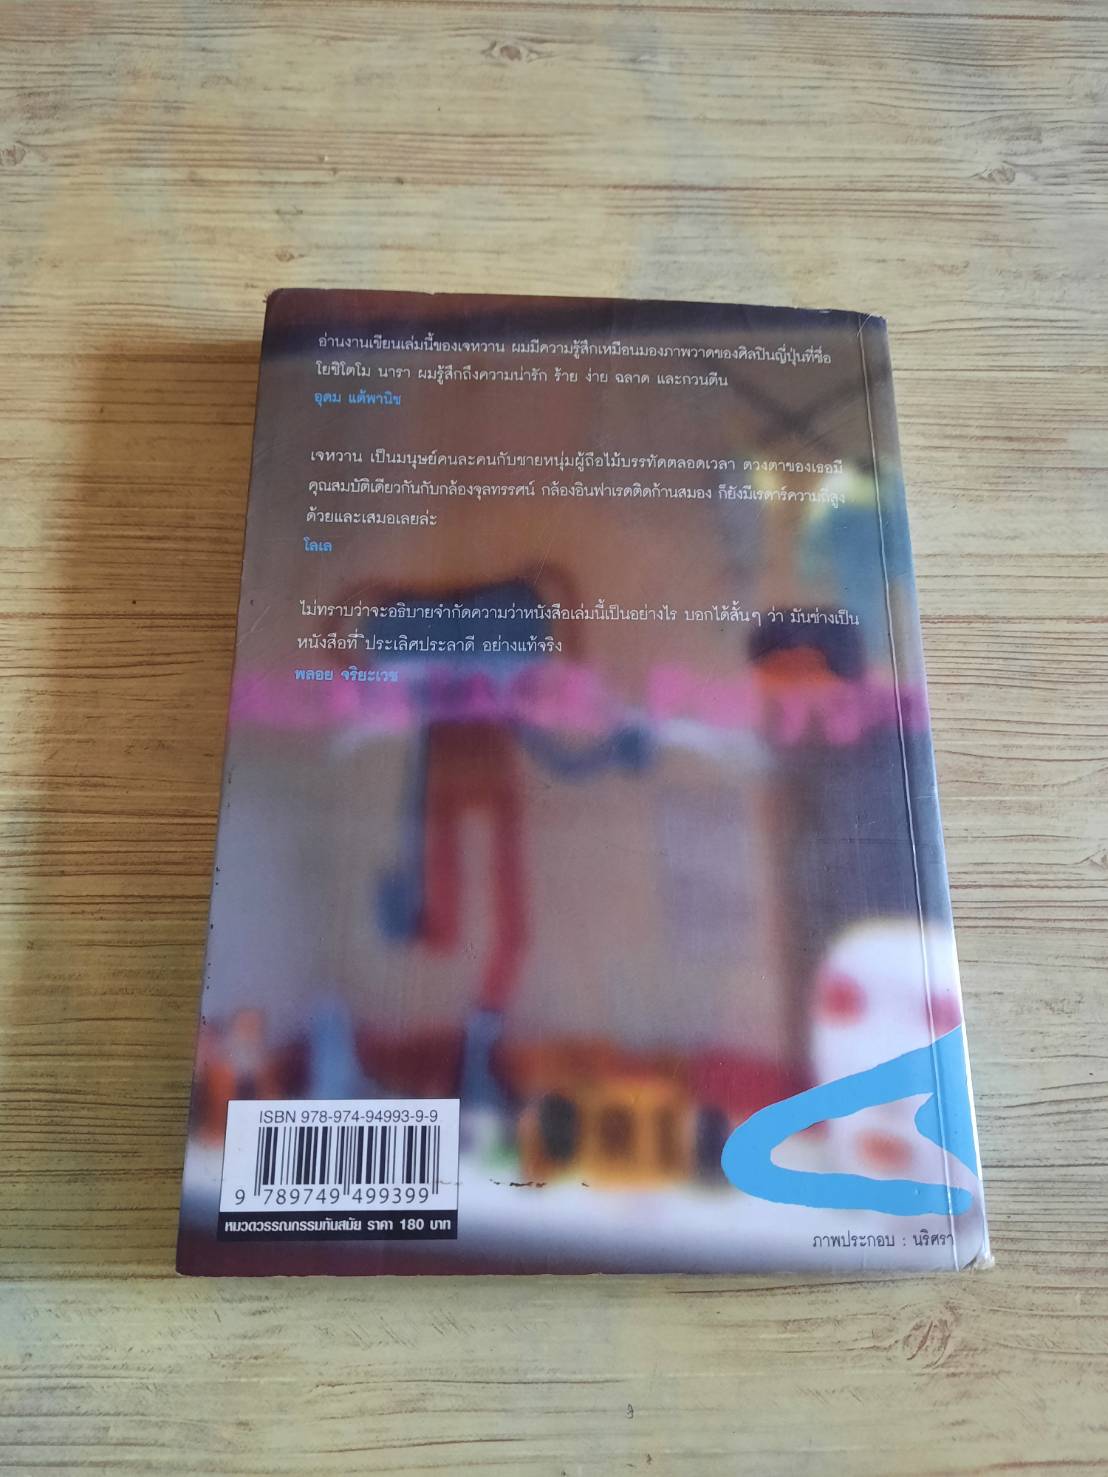 อ่านงานเขียนเล่มนี้ของเจหวาน ผมมีความรู้สึกเหมือนมองภาพวาดของศิลปินญี่ปุ่นที่ชื่อ
โยชิโตโม นารา ผมรู้สึกถึงความน่ารัก ร้าย ง่าย ฉลาด และกวนตีน
อุดม แต้พานิช
เจหวาน เป็นมนุษย์คนละคนกับชายหนุ่มผู้ถือไม้บรรทัดตลอดเวลา ดวงตาของเธอมี
คุณสมบัติเดียวกันกับกล้องจุลทรรศน์ กล้องอินฟาเรดติดก้านสมอง ก็ยังมีเรดาร์ความถี่สูง
ด้วยและเสมอเลยล่ะ
โลเล
ไม่ทราบว่าจะอธิบายจำกัดความว่าหนังสือเล่มนี้เป็นอย่างไร บอกได้สั้นๆ ว่า มันช่างเป็น
หนังสือที่ ประเลิศประลาดี อย่างแท้จริง
พลอย จริยะเวช
ISBN 978-974-94993-9-9
9 789749 499399
หมวดวรรณกรรมทันสมัย ราคา 180 บาท
ภาพประกอบ : นริศรา